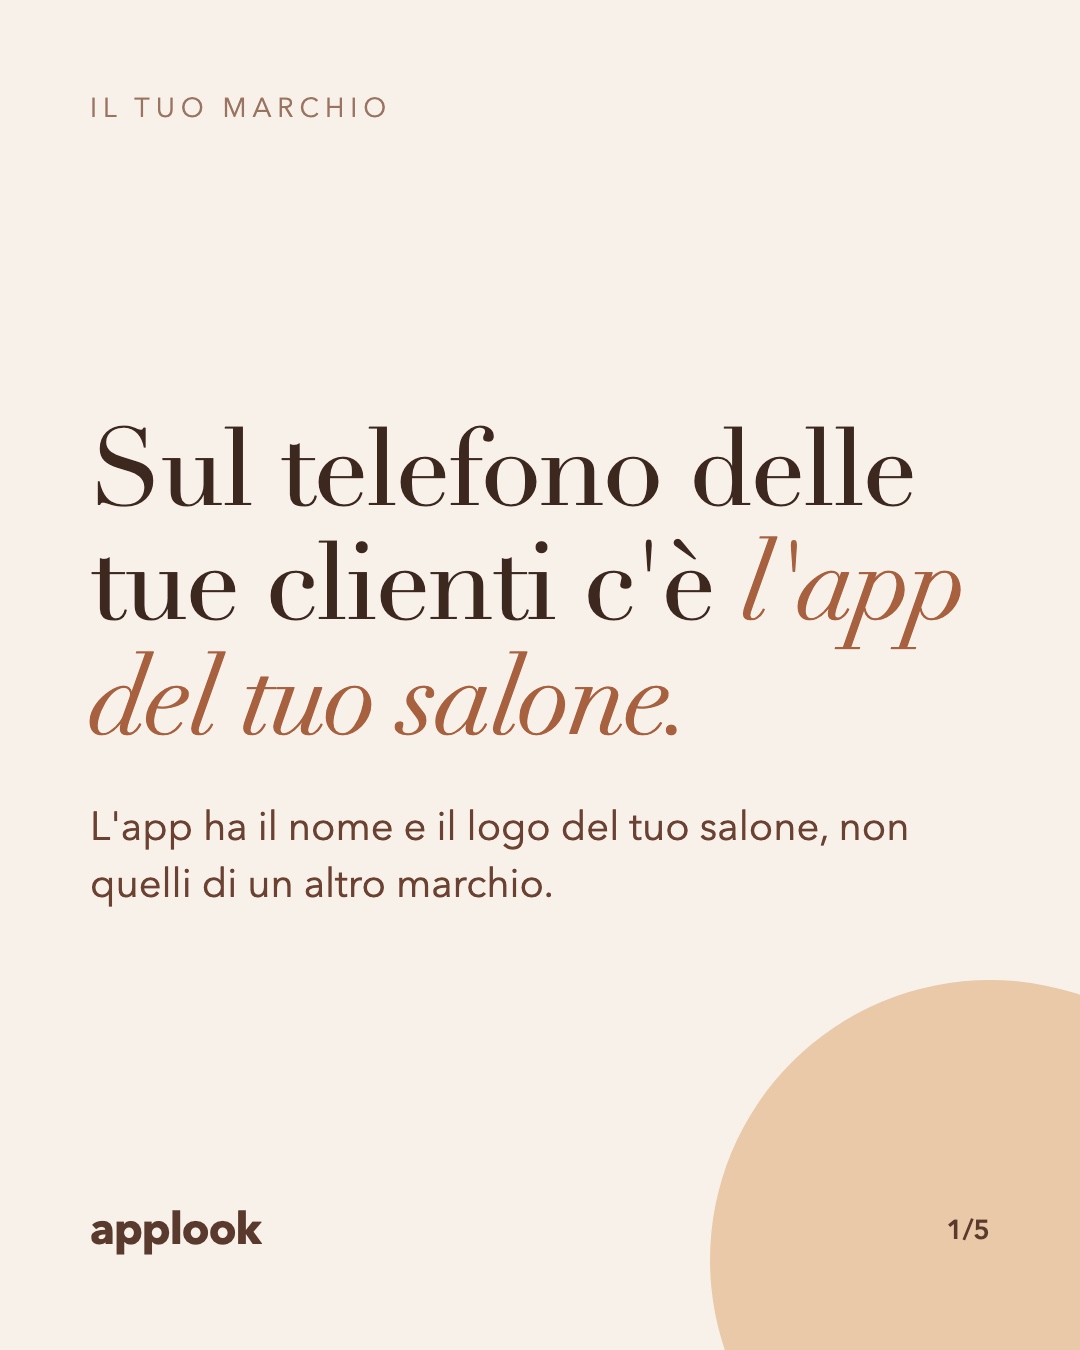 IL TUO MARCHIO
Sul telefono delle
tue clienti c'è l'app
del tuo salone.
L'app ha il nome e il logo del tuo salone, non
quelli di un altro marchio.
applook
1/5